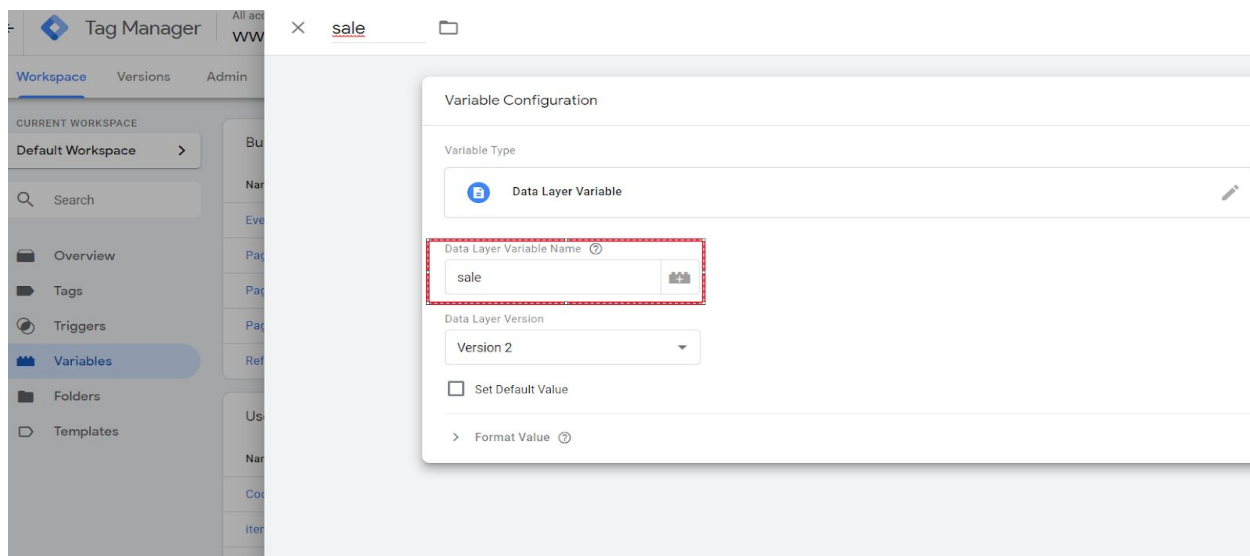 Tag Manager
All acc
sale
Workspace Versions Admin
CURRENT WORKSPACE
Default Workspace
Search
Overview
Tags
Triggers
Variables
Folders
Templates
Bu
Nar
Eve
Pag
Pag
Pag
Ref
Us
Nar
Coo
iter
Variable Configuration
Variable Type
Data Layer Variable
Data Layer Variable Name
sale
Data Layer Version
Version 2
Set Default Value
Format Value